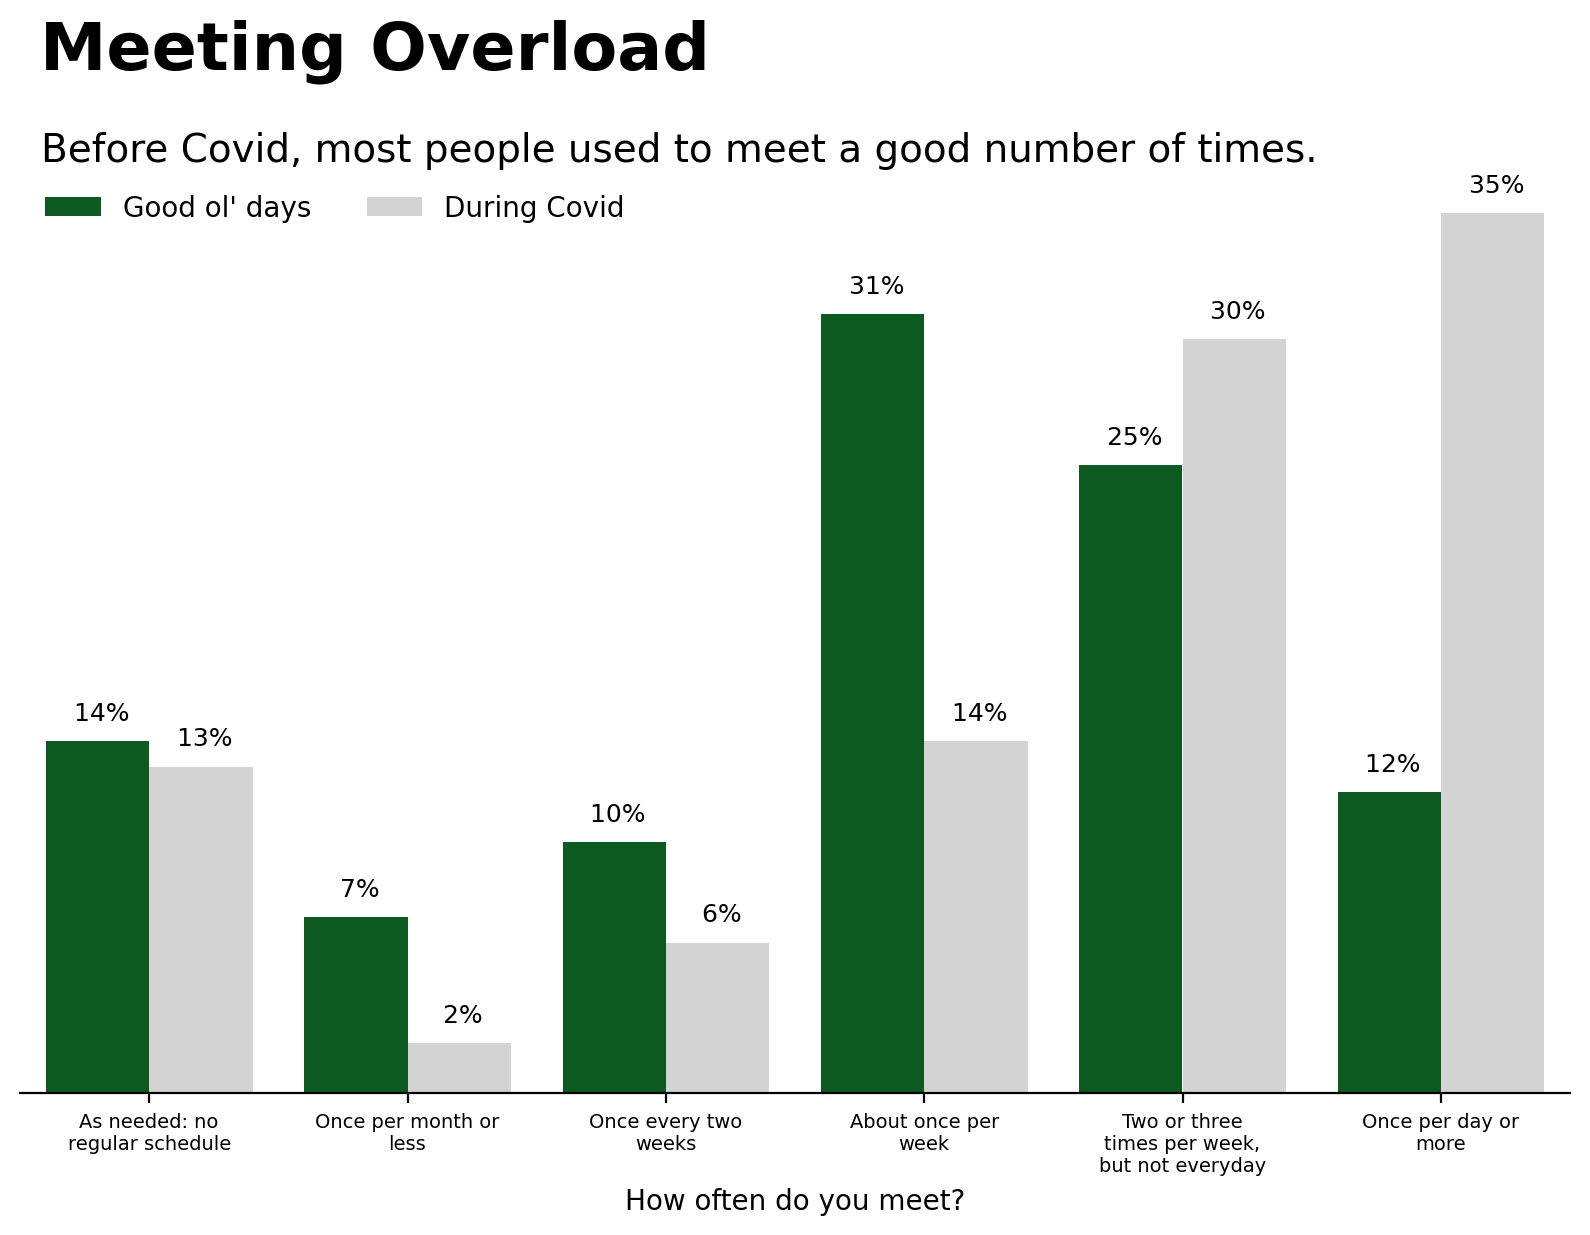 Meeting Overload
Before Covid, most people used to meet a good number of times.
Good ol' days
During Covid
35%
31%
30%
25%
14%
13%
14%
12%
10%
7%
6%
2%
As needed: no
regular schedule
Once per month or
less
Once every two
weeks
About once per
week
Two or three
times per week,
but not everyday
Once per day or
more
How often do you meet?